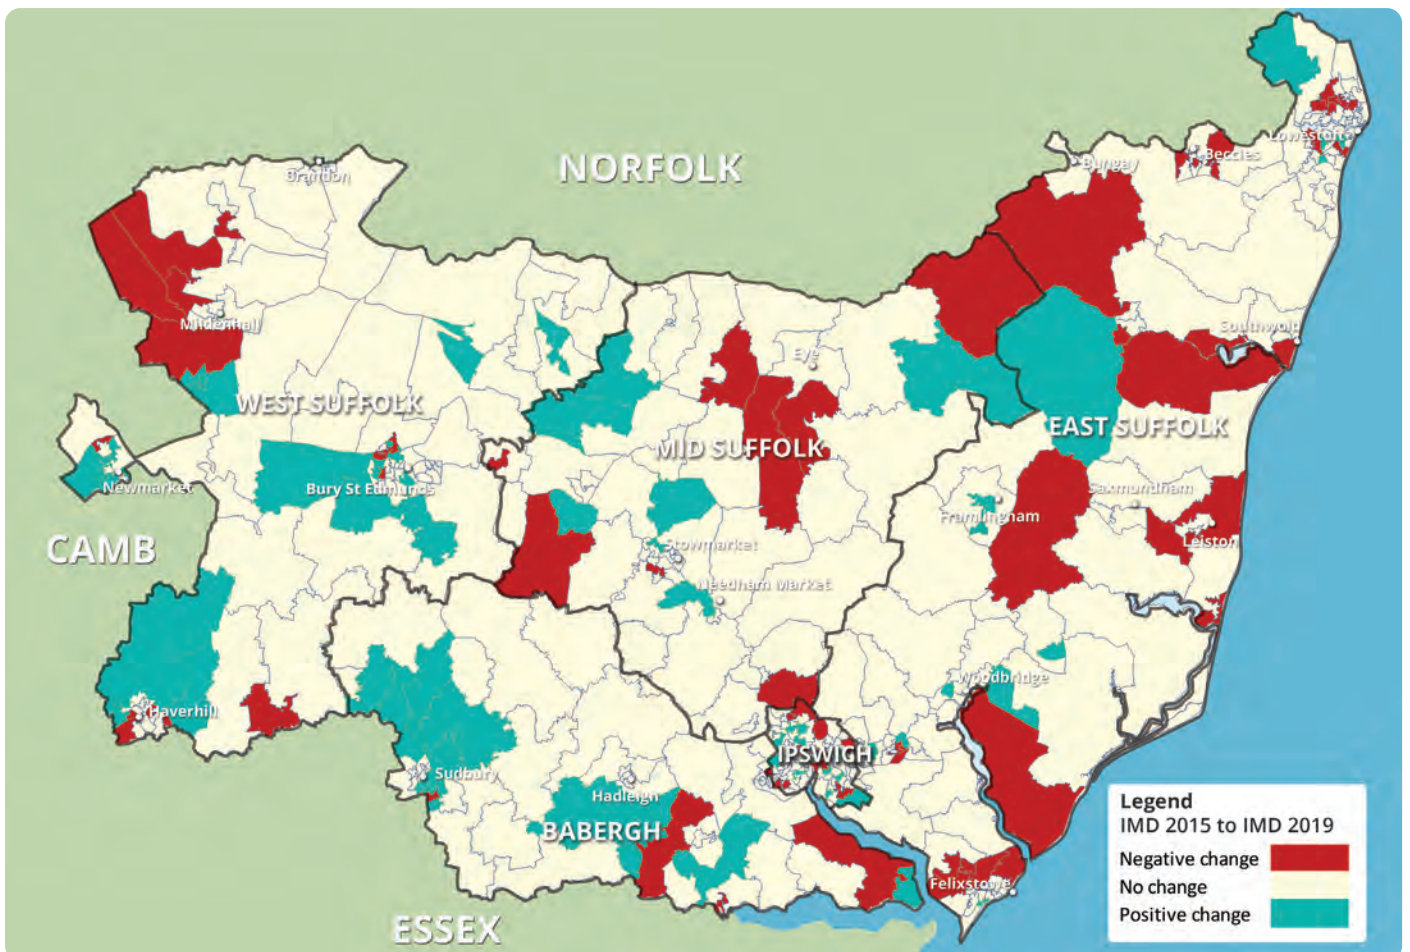 NORFOLK
Lowestoft
Beccles
Bungay
Brandon
Mildenhall
Southwold
Eye
WEST SUFFOLK
EAST SUFFOLK
MID SUFFOLK
Newmarket
Bury St Edmunds
Saxmundham
Framlingham
CAMB
Leiston
Stowmarket
Needham Market
Woodbridge
Haverhill
IPSWICH
Sudbury
Hadleigh
BABERGH
Felixstowe
ESSEX
Legend
IMD 2015 to IMD 2019
Negative change
No change
Positive change